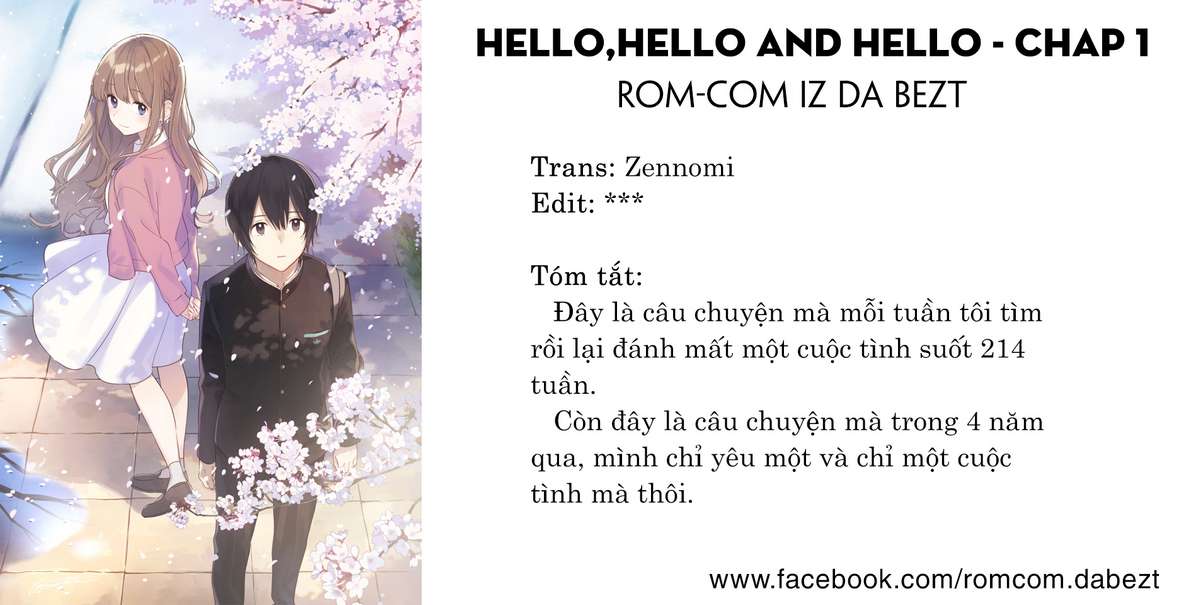 HELLO,HELLO AND HELLO - CHAP 1
ROM-COM IZ DA BEZT
Trans: Zennomi
Edit: ***
Tóm tắt:
Đây là câu chuyện mà mỗi tuần tôi tìm
rồi lại đánh mất một cuộc tình suốt 214
tuần.
Còn đây là câu chuyện mà trong 4 năm
qua, mình chỉ yêu một và chỉ một cuộc
tình mà thôi.
www.facebook.com/romcom.dabezt